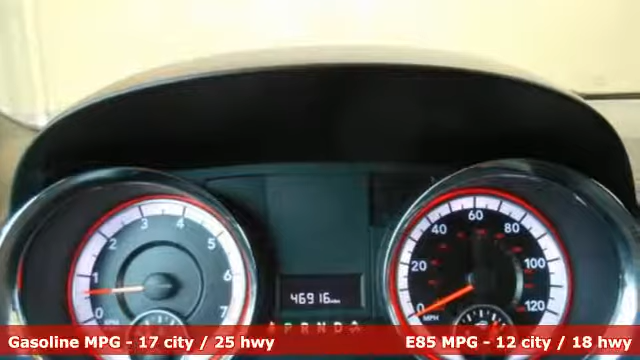 3 4
2 5
1 6
7
60
40 80
20 100
0 120
MPH
46916
P R N D
Gasoline MPG - 17 city / 25 hwy
E85 MPG - 12 city / 18 hwy